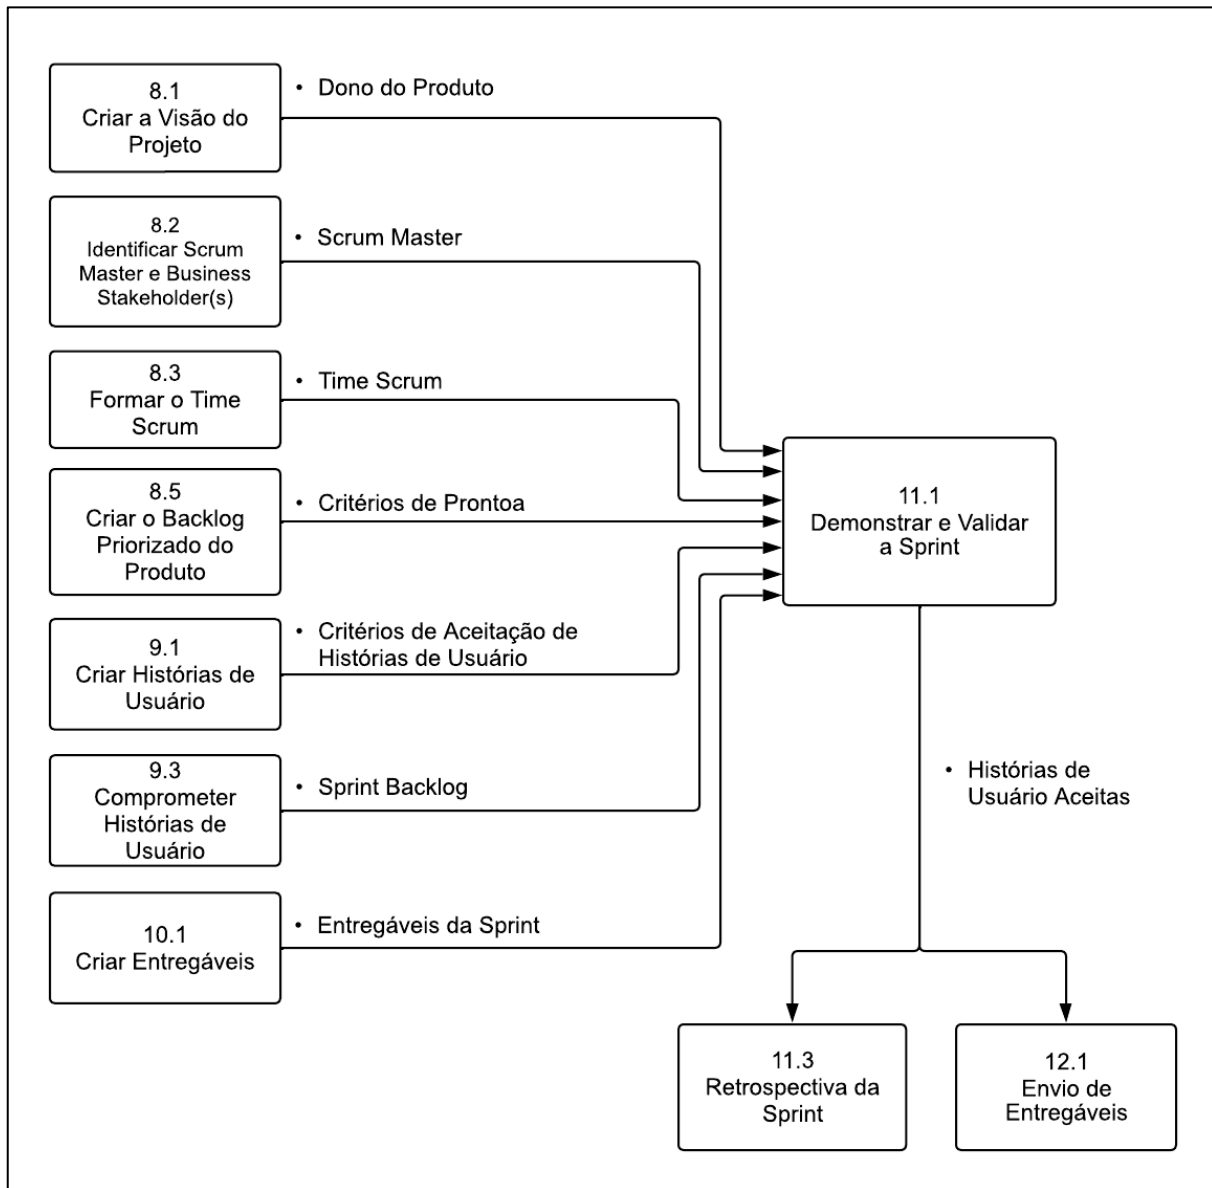 8.1
Criar a Visão do
Projeto
• Dono do Produto
8.2
Identificar Scrum
Master e Business
Stakeholder(s)
• Scrum Master
8.3
Formar o Time
Scrum
• Time Scrum
8.5
Criar o Backlog
Priorizado do
Produto
• Critérios de Prontoa
9.1
Criar Histórias de
Usuário
• Critérios de Aceitação de
Histórias de Usuário
9.3
Comprometer
Histórias de
Usuário
• Sprint Backlog
10.1
Criar Entregáveis
• Entregáveis da Sprint
11.1
Demonstrar e Validar
a Sprint
• Histórias de
Usuário Aceitas
11.3
Retrospectiva da
Sprint
12.1
Envio de
Entregáveis